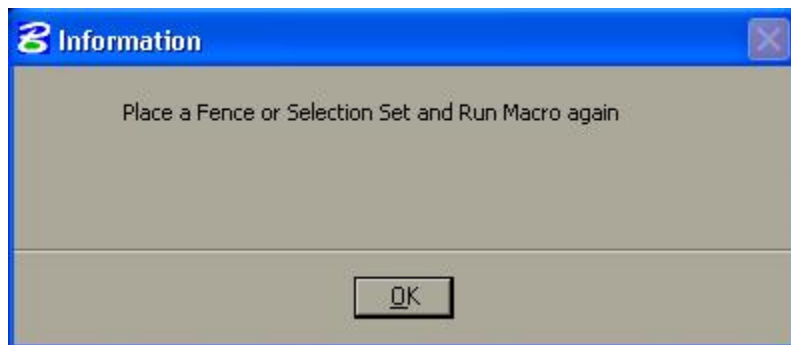 Information
Place a Fence or Selection Set and Run Macro again
OK